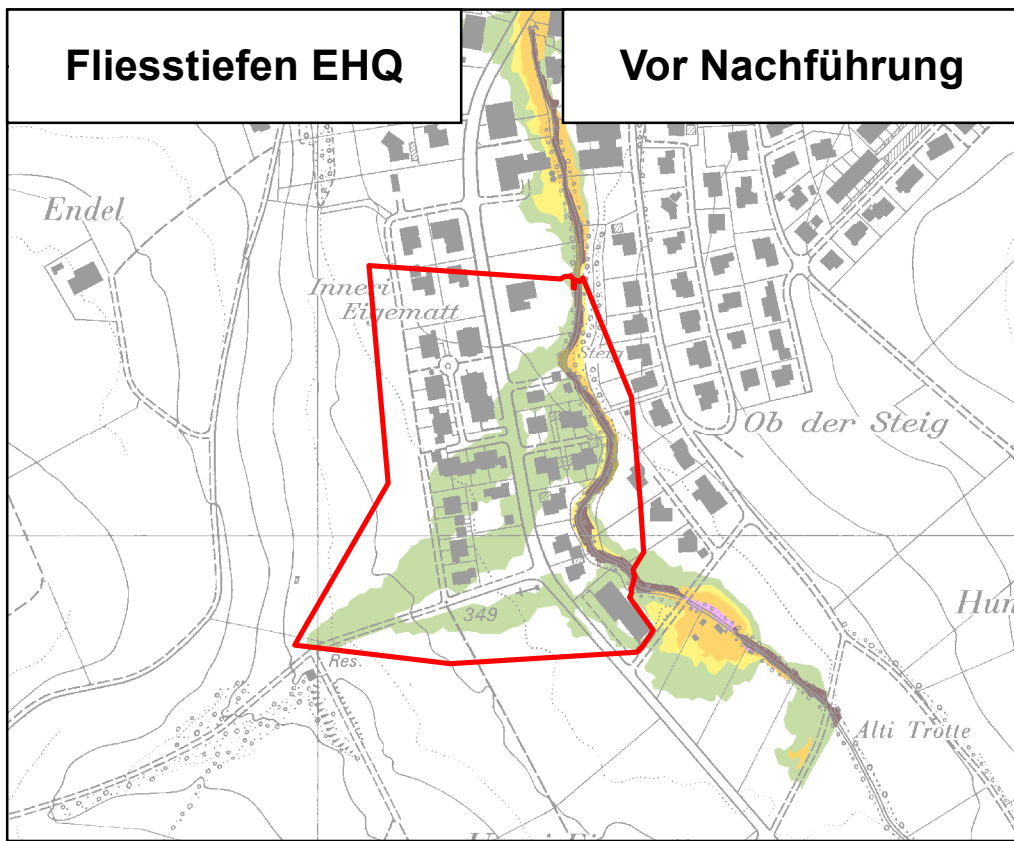 Fliesstiefen EHQ
Vor Nachführung
Endel
Inneri
Eigematt
Steig
Ob der Steig
349
Hun
Res.
Alti Trotte